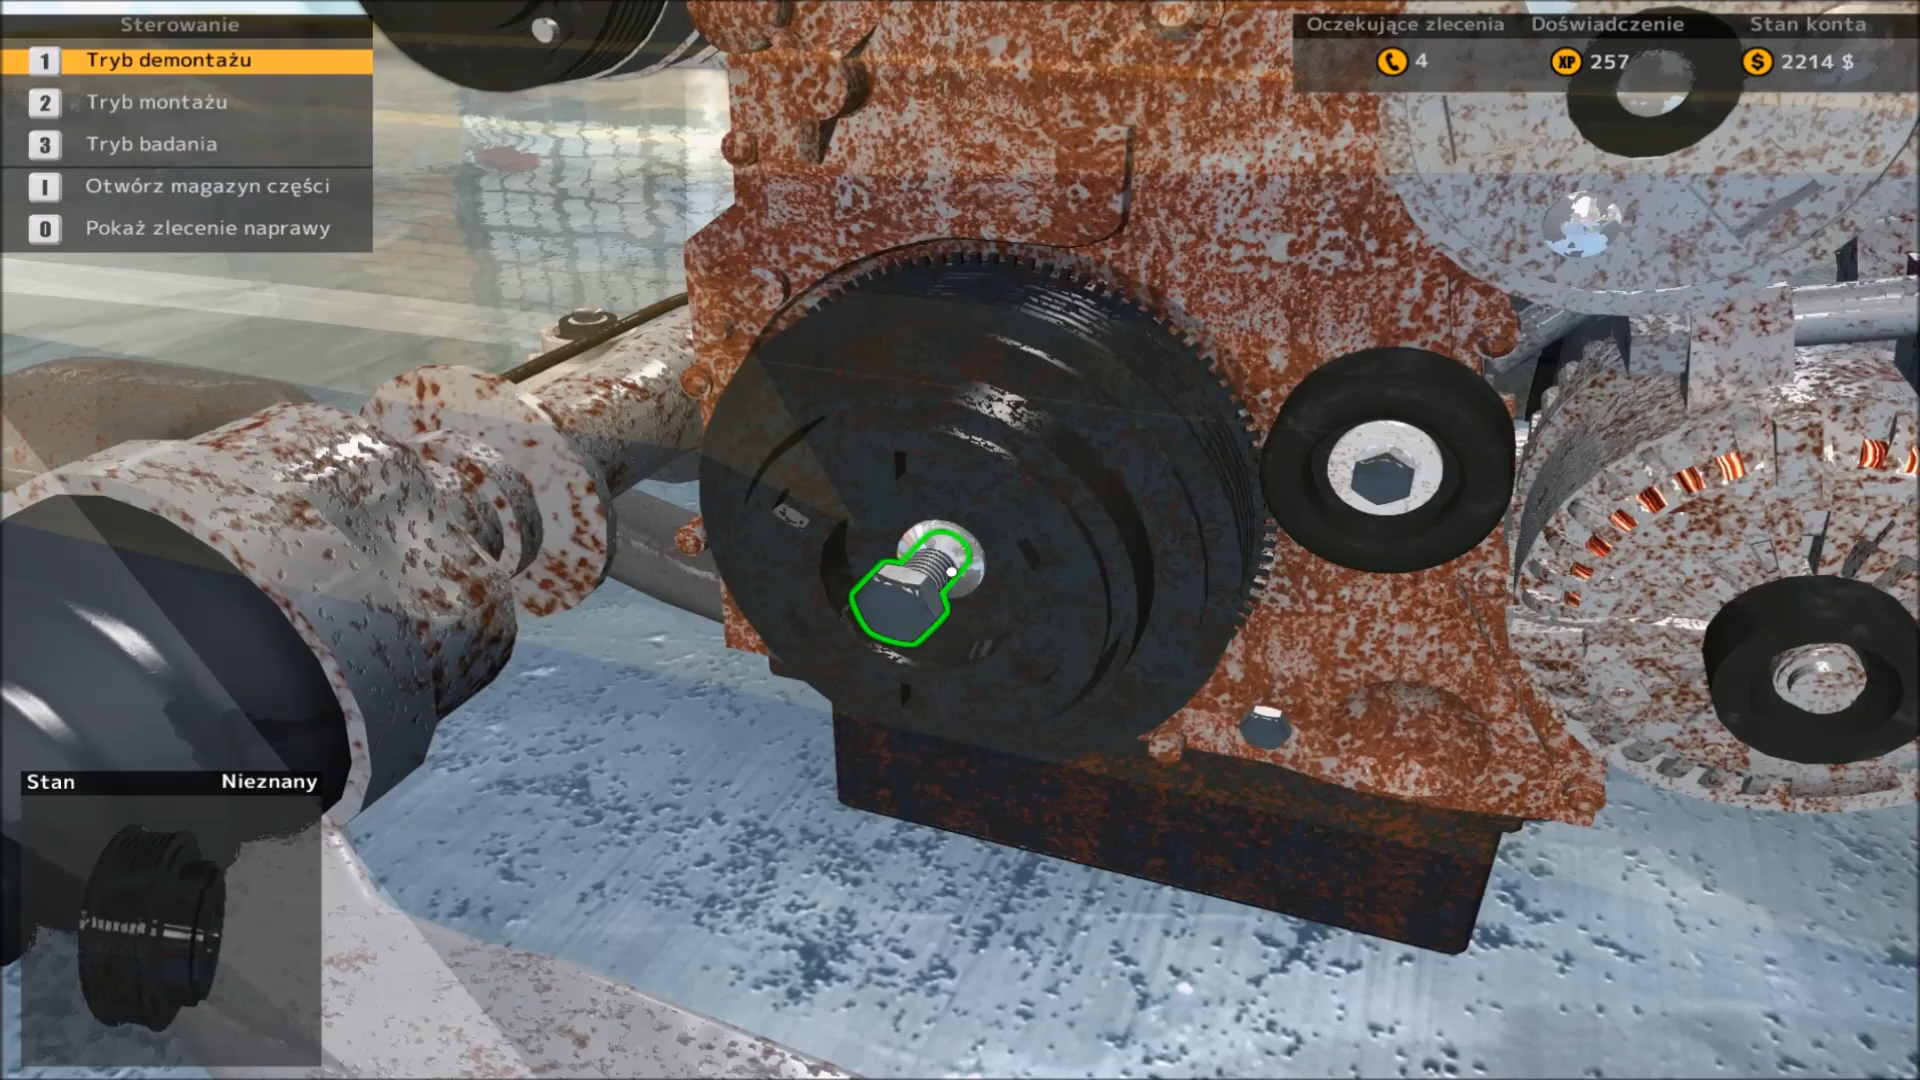 Sterowanie
1 Tryb demontażu
2 Tryb montażu
3 Tryb badania
I Otwórz magazyn części
0 Pokaż zlecenie naprawy
Oczekujące zlecenia Doświadczenie Stan konta
4 XP 257 $ 2214 $
Stan Nieznany